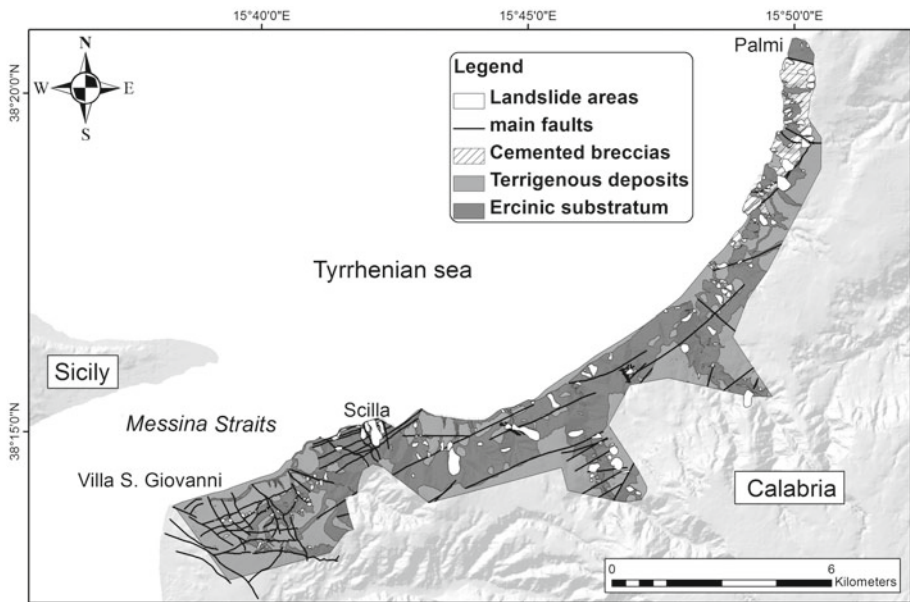 15°40'0"E
15°45'0"E
15°50'0"E
N
W
E
S
38°20'0"N
38°15'0"N
Palmi
Legend
Landslide areas
main faults
Cemented breccias
Terrigenous deposits
Ercinic substratum
Tyrrhenian sea
Sicily
Messina Straits
Scilla
Villa S. Giovanni
Calabria
0
6
Kilometers